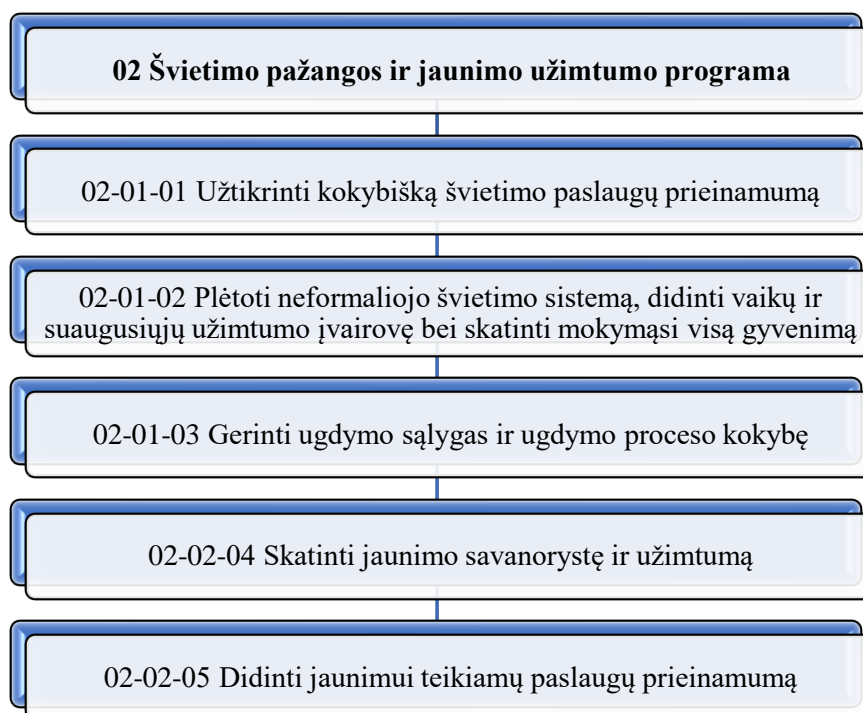 02 Švietimo pažangos ir jaunimo užimtumo programa
02-01-01 Užtikrinti kokybišką švietimo paslaugų prieinamumą
02-01-02 Plėtoti neformaliojo švietimo sistemą, didinti vaikų ir
suaugusiųjų užimtumo įvairovę bei skatinti mokymąsi visą gyvenimą
02-01-03 Gerinti ugdymo sąlygas ir ugdymo proceso kokybę
02-02-04 Skatinti jaunimo savanorystę ir užimtumą
02-02-05 Didinti jaunimui teikiamų paslaugų prieinamumą